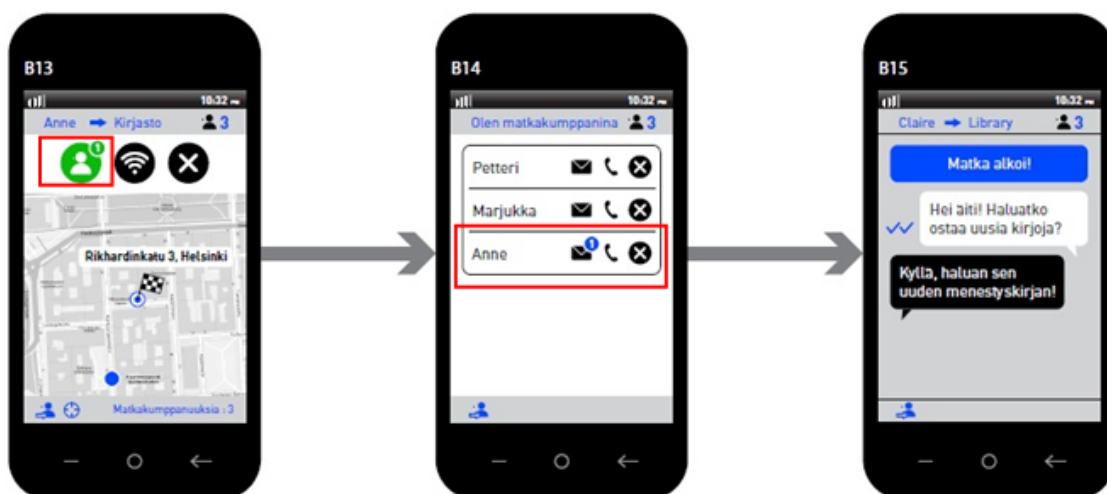 B13
10:32
Anne → Kirjasto 3
1
Rikhardinkatu 3, Helsinki
Matkakumppanuuksia : 3
B14
10:32
Olen matkakumppanina 3
Petteri
Marjukka
Anne 1
B15
10:32
Claire → Library 3
Matka alkoi!
Hei äiti! Haluatko
ostaa uusia kirjoja?
Kyllä, haluan sen
uuden menestyskirjan!